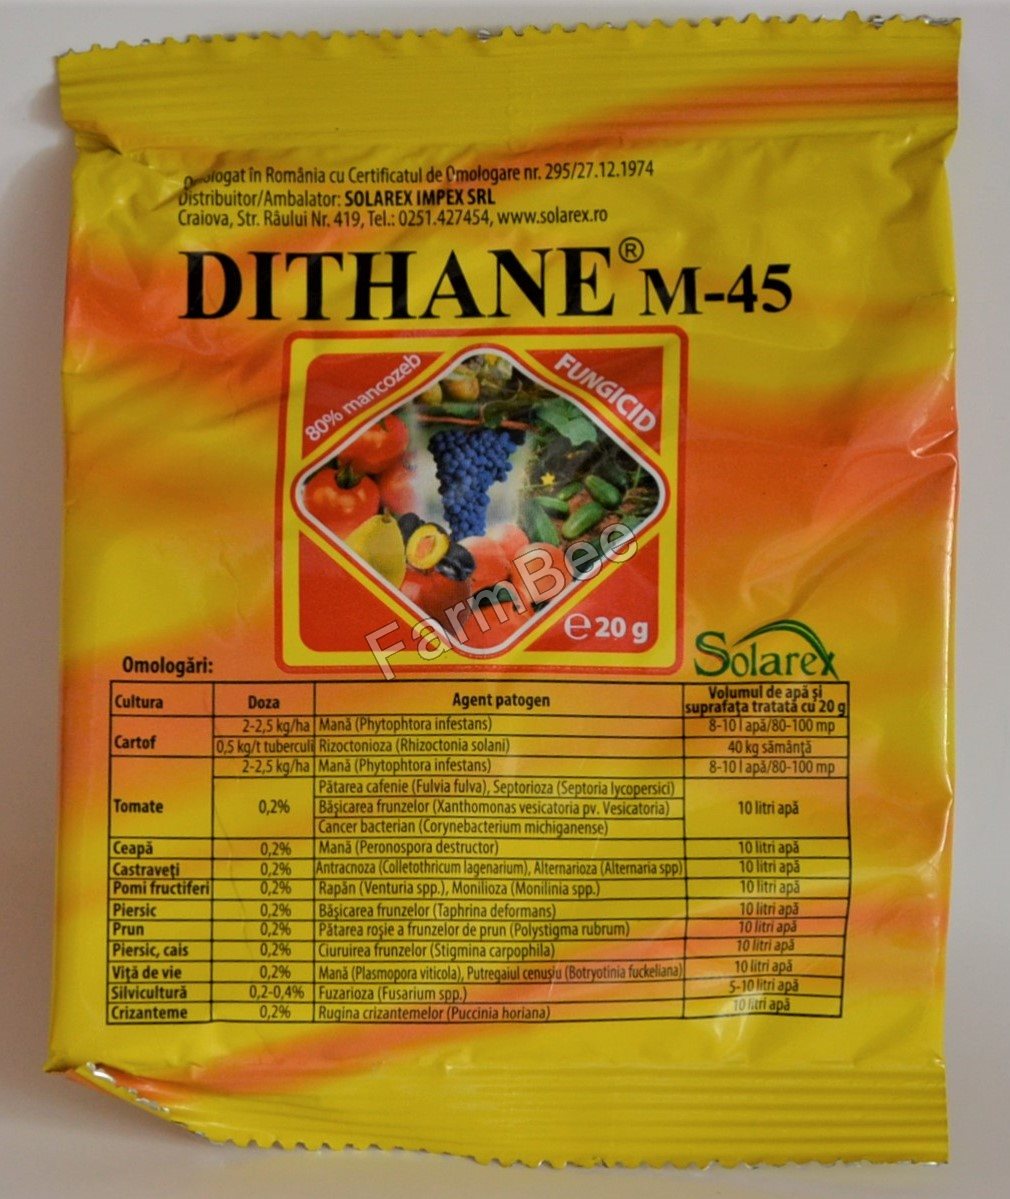 Omologat în România cu Certificatul de Omologare nr. 295/27.12.1974
Distribuitor/Ambalator: SOLAREX IMPEX SRL
Craiova, Str. Râului Nr. 419, Tel.: 0251.427454, www.solarex.ro
DITHANE® M-45
80% mancozeb
FUNGICID
FarmBee
℮ 20 g
Solarex
Omologări:
Cultura Doza Agent patogen Volumul de apă și suprafața tratată cu 20 g
Cartof 2-2,5 kg/ha Mană (Phytophtora infestans) 8-10 l apă/80-100 mp
0,5 kg/t tuberculi Rizoctonioza (Rhizoctonia solani) 40 kg sămânță
Tomate 2-2,5 kg/ha Mană (Phytophtora infestans) 8-10 l apă/80-100 mp
0,2% Pătarea cafenie (Fulvia fulva), Septorioza (Septoria lycopersici) 10 litri apă
Bășicarea frunzelor (Xanthomonas vesicatoria pv. Vesicatoria)
Cancer bacterian (Corynebacterium michiganense)
Ceapă 0,2% Mană (Peronospora destructor) 10 litri apă
Castraveți 0,2% Antracnoza (Colletothricum lagenarium), Alternarioza (Alternaria spp) 10 litri apă
Pomi fructiferi 0,2% Rapăn (Venturia spp.), Monilioza (Monilinia spp.) 10 litri apă
Piersic 0,2% Bășicarea frunzelor (Taphrina deformans) 10 litri apă
Prun 0,2% Pătarea roșie a frunzelor de prun (Polystigma rubrum) 10 litri apă
Piersic, cais 0,2% Ciuruirea frunzelor (Stigmina carpophila) 10 litri apă
Viță de vie 0,2% Mană (Plasmopora viticola), Putregaiul cenușiu (Botryotinia fuckeliana) 10 litri apă
Silvicultură 0,2-0,4% Fuzarioza (Fusarium spp.) 5-10 litri apă
Crizanteme 0,2% Rugina crizantemelor (Puccinia horiana) 10 litri apă